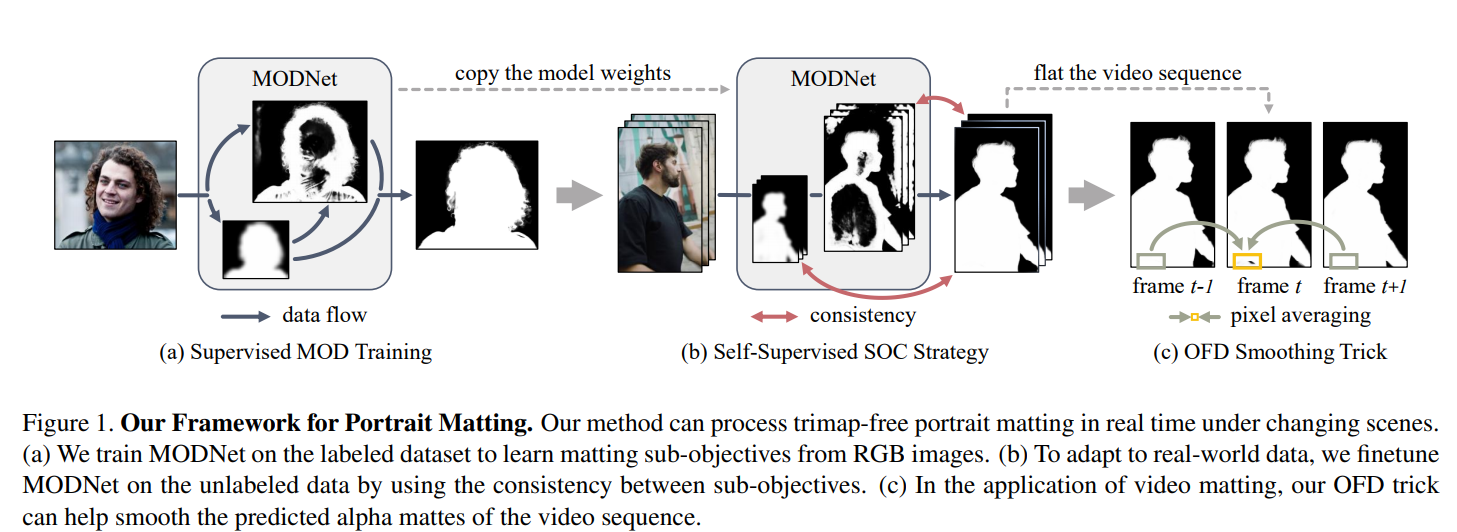 MODNet
copy the model weights
MODNet
flat the video sequence
frame t-1
frame t
frame t+1
data flow
consistency
pixel averaging
(a) Supervised MOD Training
(b) Self-Supervised SOC Strategy
(c) OFD Smoothing Trick
Figure 1. Our Framework for Portrait Matting. Our method can process trimap-free portrait matting in real time under changing scenes.
(a) We train MODNet on the labeled dataset to learn matting sub-objectives from RGB images. (b) To adapt to real-world data, we finetune
MODNet on the unlabeled data by using the consistency between sub-objectives. (c) In the application of video matting, our OFD trick
can help smooth the predicted alpha mattes of the video sequence.